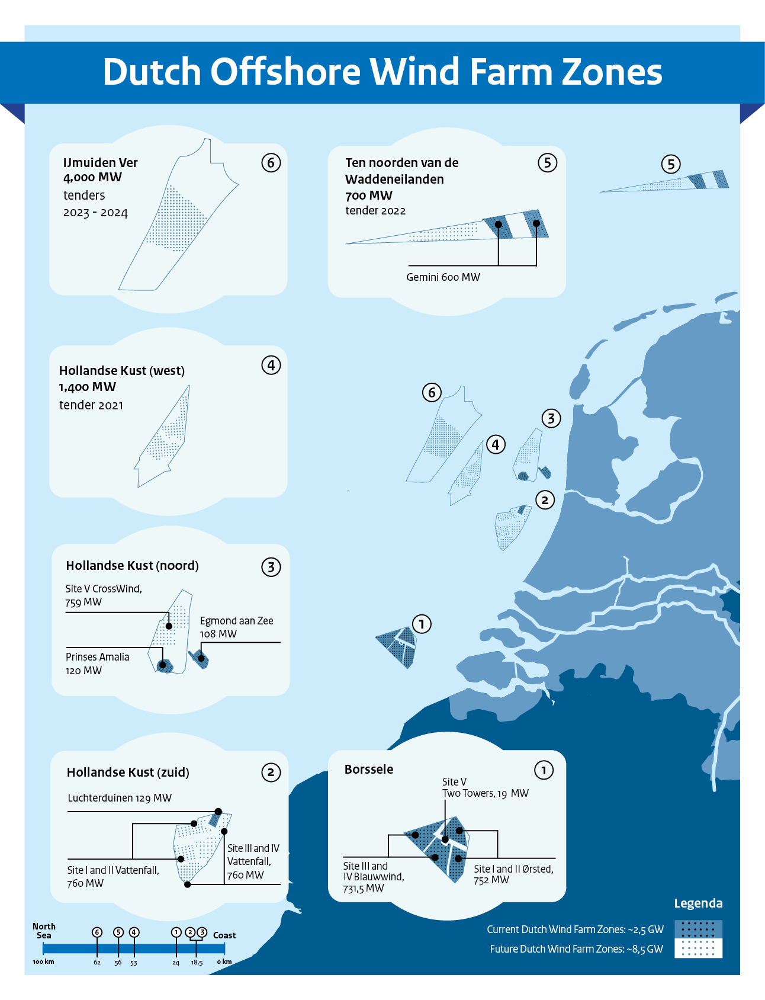 Dutch Offshore Wind Farm Zones
IJmuiden Ver
4,000 MW
tenders
2023 - 2024
6
Ten noorden van de
Waddeneilanden
700 MW
tender 2022
5
Gemini 600 MW
5
Hollandse Kust (west)
1,400 MW
tender 2021
4
6
3
4
2
1
Hollandse Kust (noord)
3
Site V CrossWind,
759 MW
Egmond aan Zee
108 MW
Prinses Amalia
120 MW
Hollandse Kust (zuid)
2
Luchterduinen 129 MW
Site I and II Vattenfall,
760 MW
Site III and IV
Vattenfall,
760 MW
Borssele
1
Site V
Two Towers, 19 MW
Site III and
IV Blauwwind,
731,5 MW
Site I and II Ørsted,
752 MW
Legenda
Current Dutch Wind Farm Zones: ~2,5 GW
Future Dutch Wind Farm Zones: ~8,5 GW
North
Sea
6
5
4
1
2
3
Coast
100 km
62
56
53
24
18,5
0 km